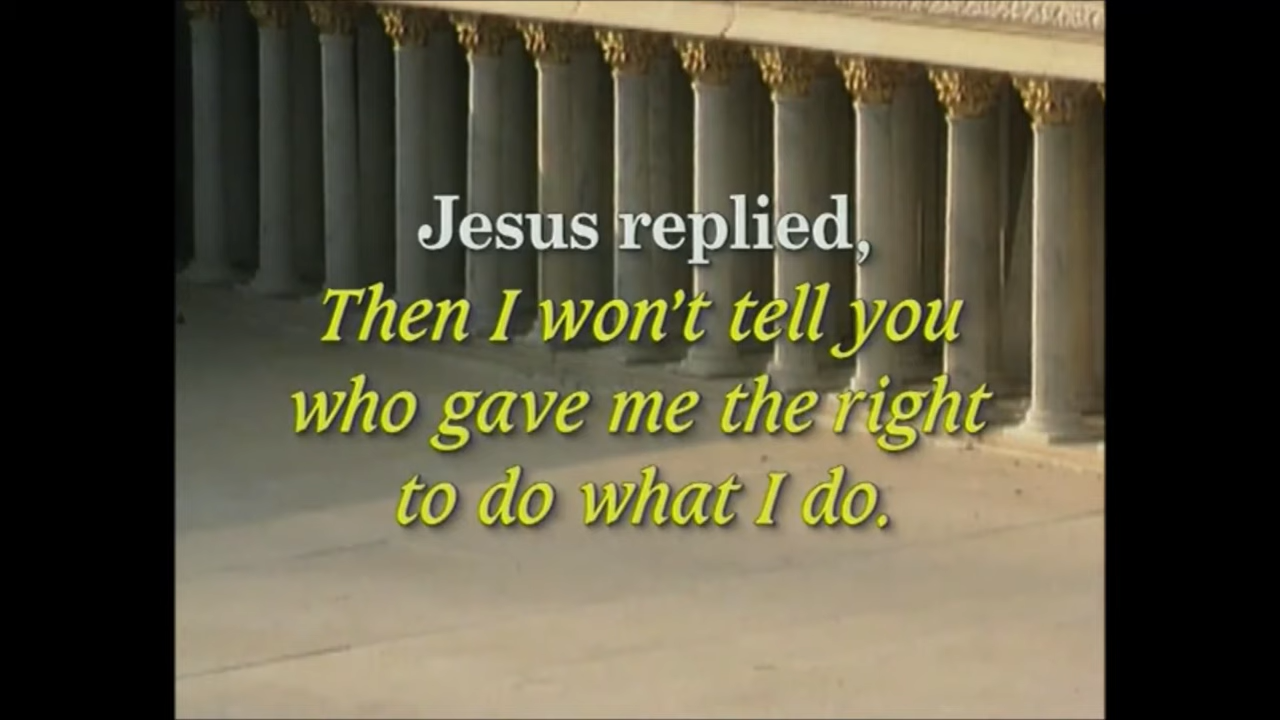 Jesus replied,
Then I won't tell you
who gave me the right
to do what I do.